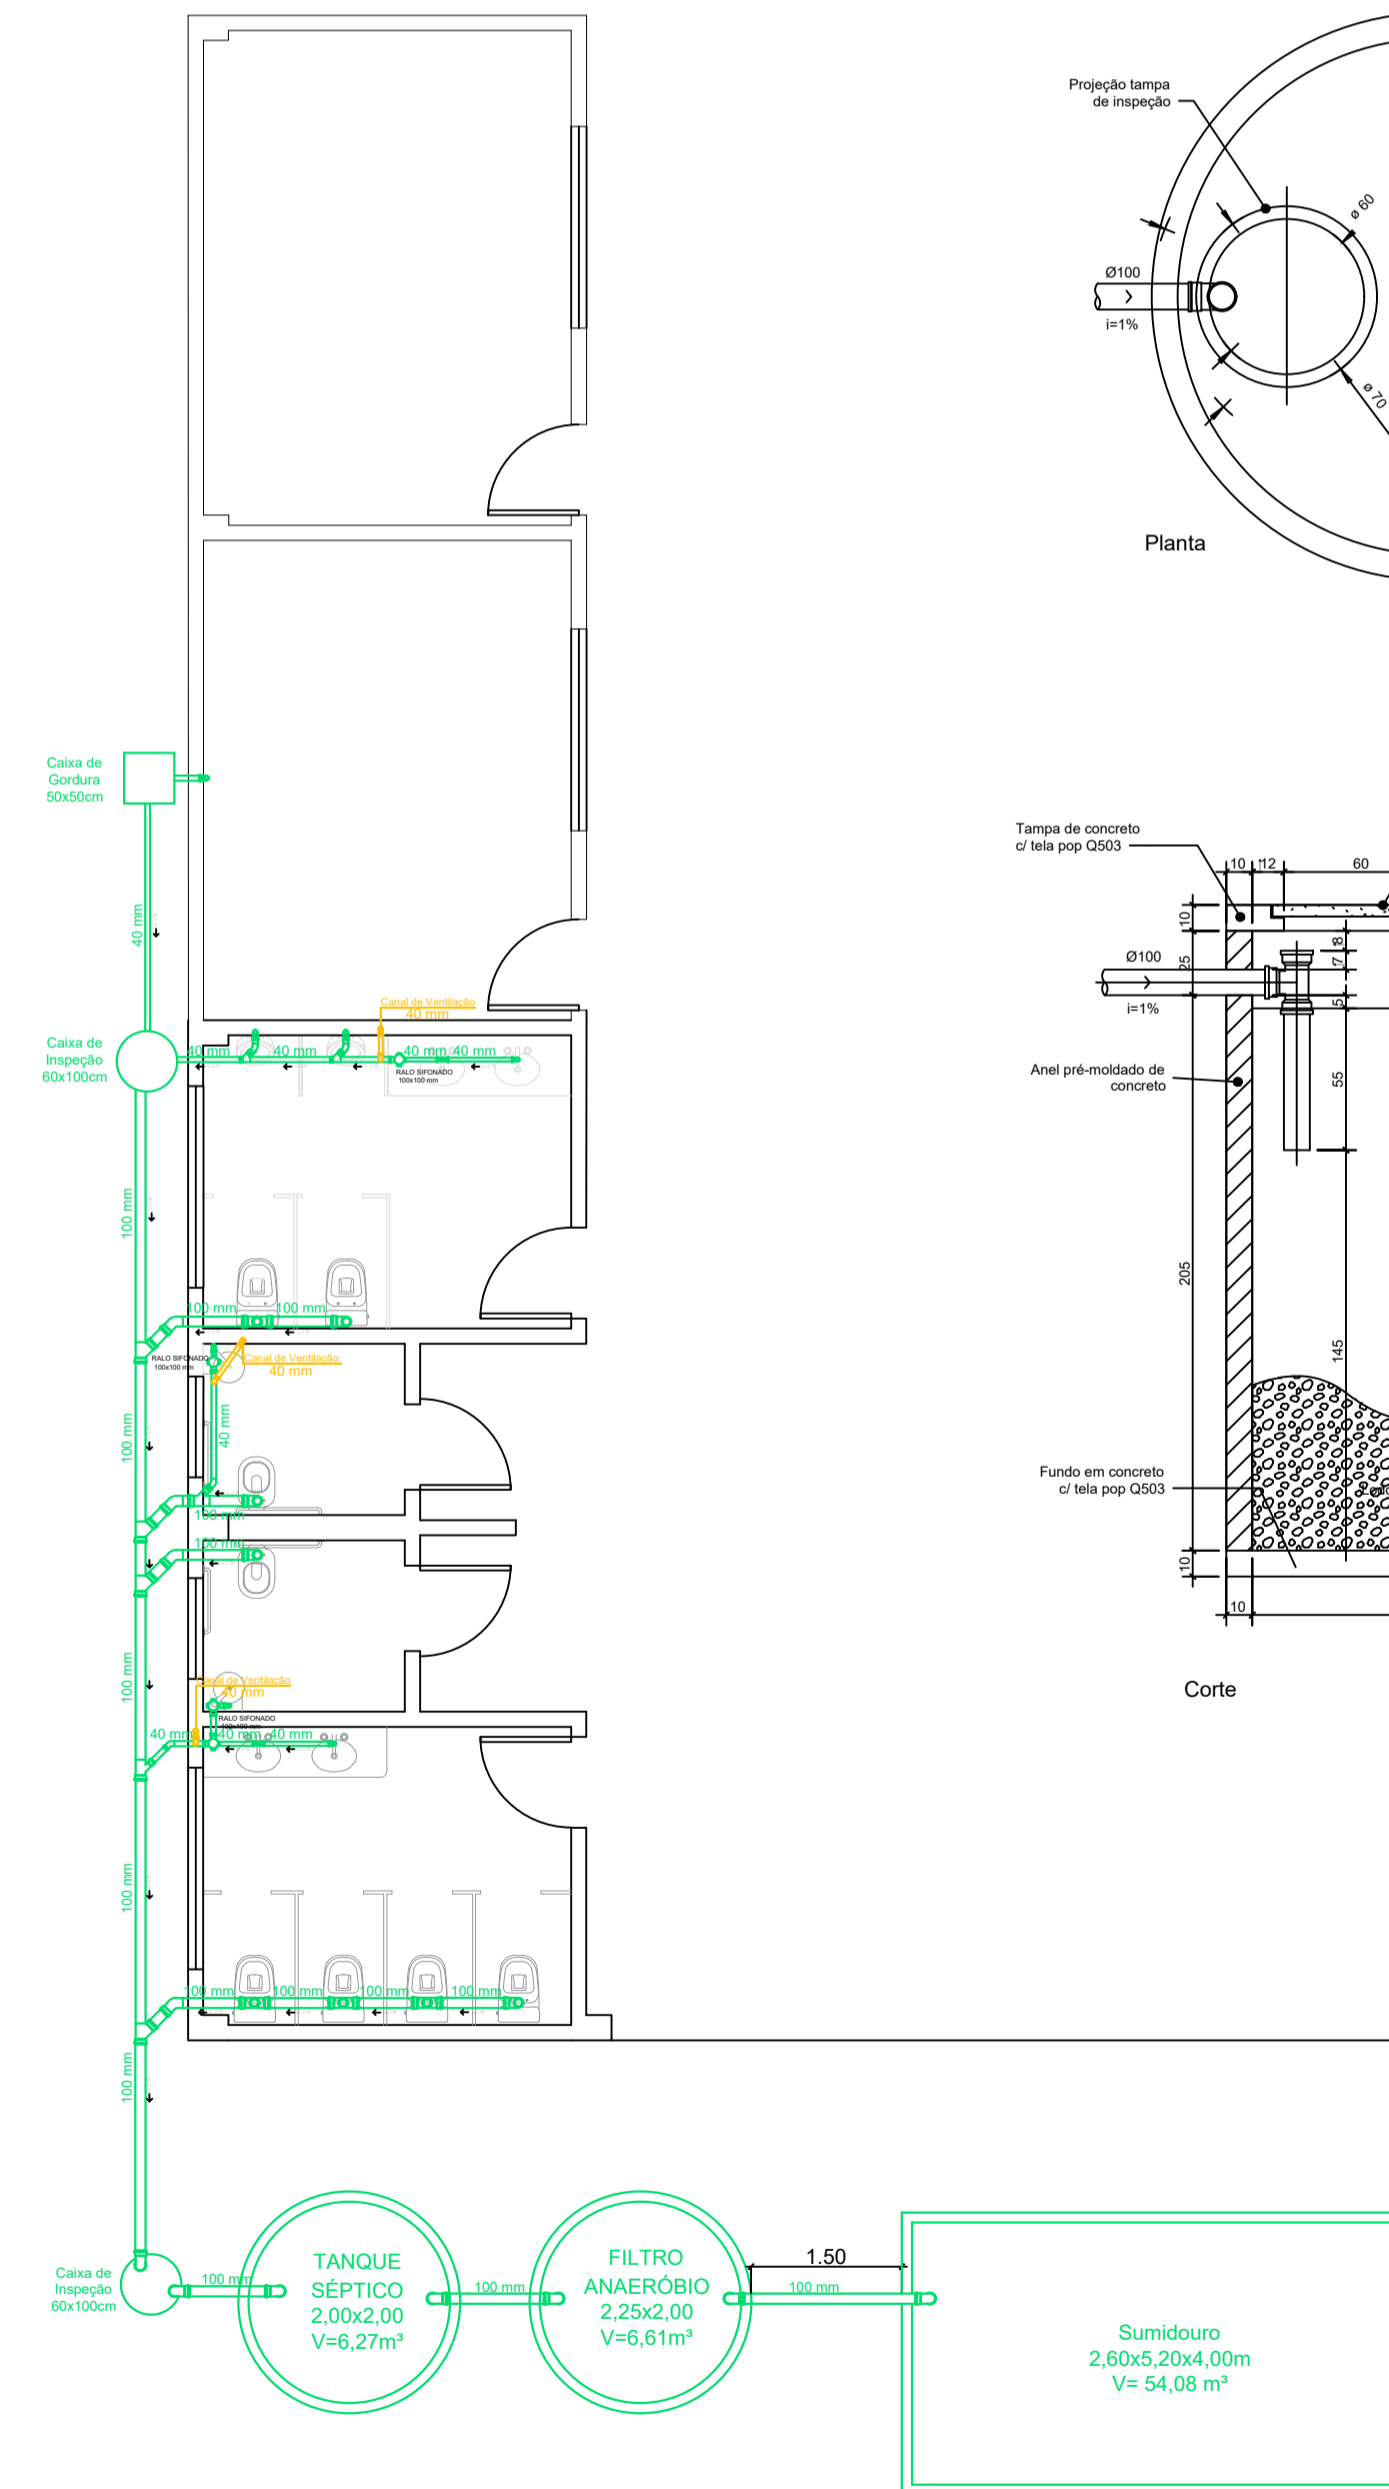 Projeção tampa
de inspeção
ø 60
Ø100
i=1%
ø 70
Planta
Caixa de
Gordura
50x50cm
40 mm
Tampa de concreto
c/ tela pop Q503
10
12
60
10
25
8
17
5
Ø100
i=1%
Anel pré-moldado de
concreto
55
205
145
Fundo em concreto
c/ tela pop Q503
10
10
Corte
Canal de Ventilação
40 mm
Caixa de
Inspeção
60x100cm
40 mm
40 mm
40 mm
40 mm
RALO SIFONADO
100x100 mm
100 mm
100 mm
100 mm
RALO SIFONADO
100x100 mm
Canal de Ventilação
40 mm
40 mm
100 mm
100 mm
100 mm
100 mm
Canal de Ventilação
40 mm
RALO SIFONADO
100x100 mm
40 mm
40 mm
40 mm
100 mm
100 mm
100 mm
100 mm
100 mm
100 mm
Caixa de
Inspeção
60x100cm
100 mm
TANQUE
SÉPTICO
2,00x2,00
V=6,27m³
100 mm
FILTRO
ANAERÓBIO
2,25x2,00
V=6,61m³
1.50
100 mm
Sumidouro
2,60x5,20x4,00m
V= 54,08 m³